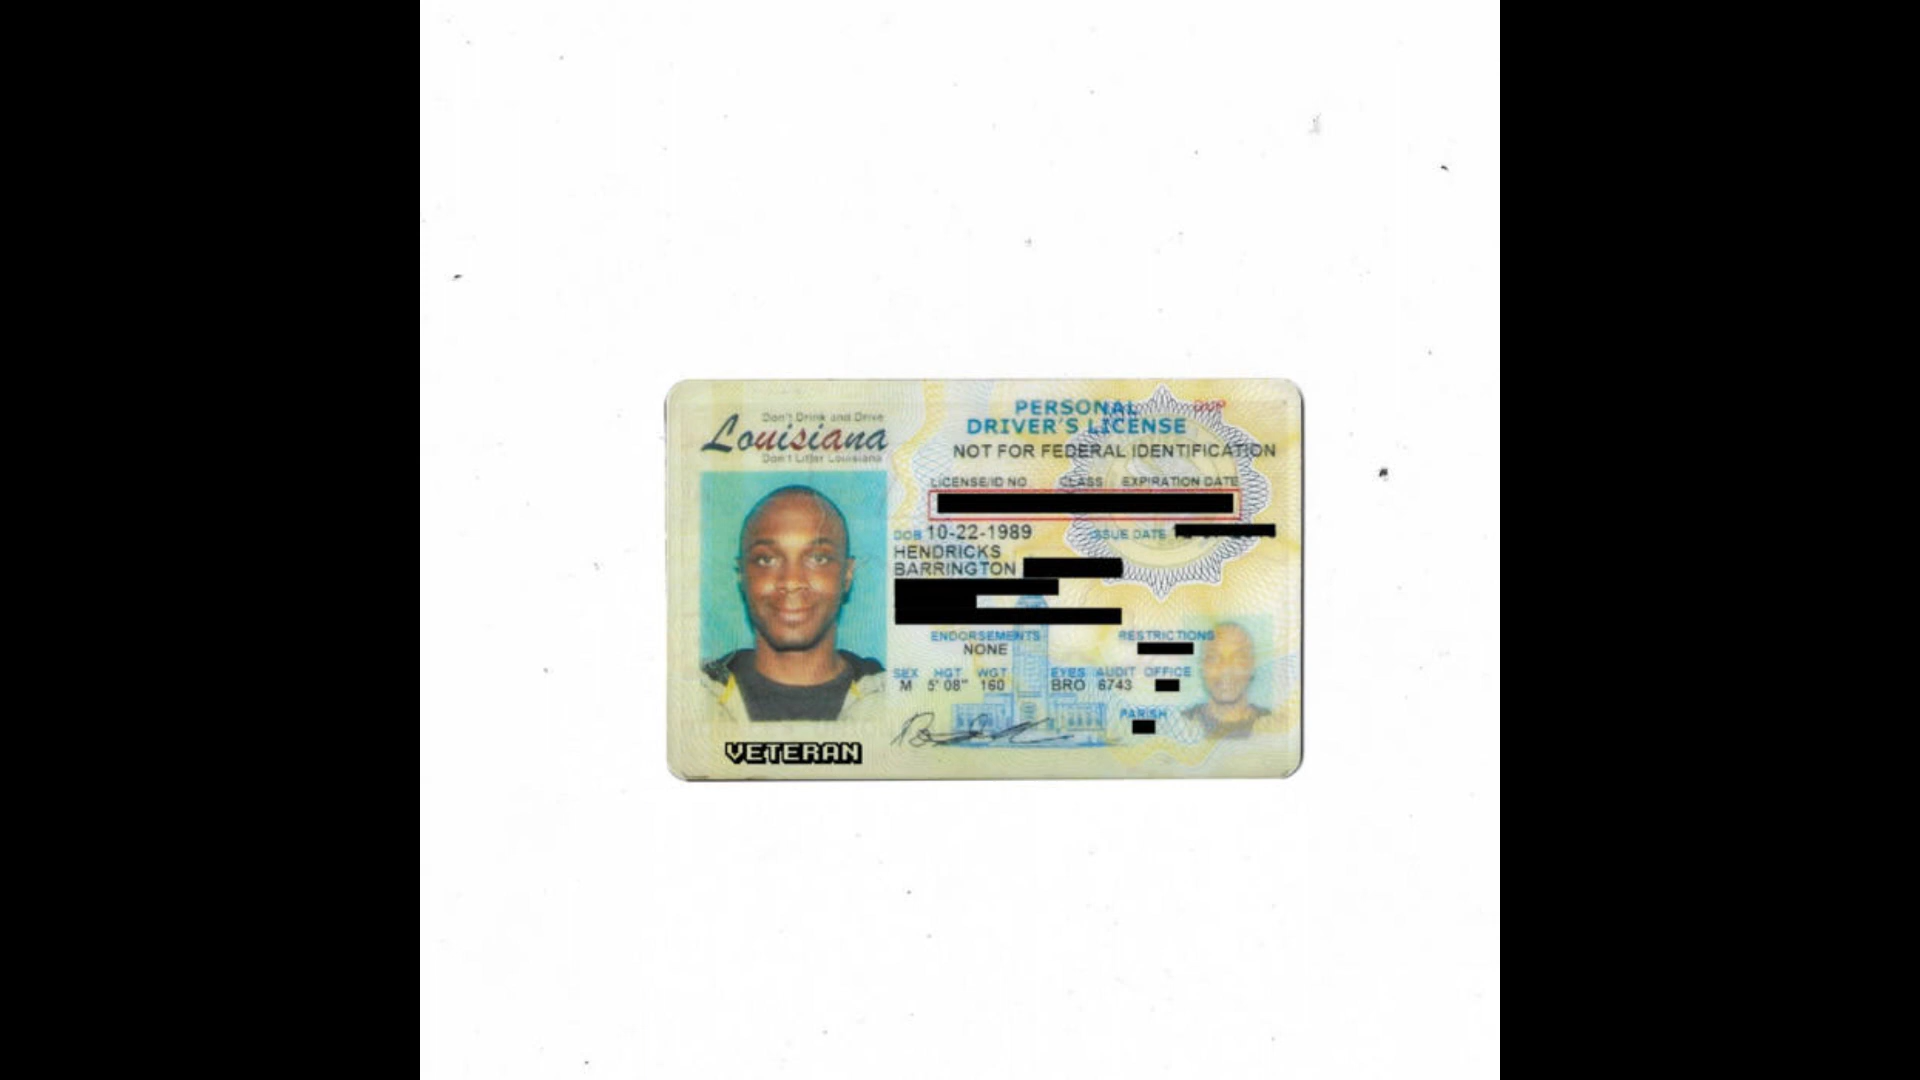 Don't Drink and Drive
Louisiana
Don't Litter Louisiana
PERSONAL
DRIVER'S LICENSE
DUP
NOT FOR FEDERAL IDENTIFICATION
LICENSE/ID NO CLASS EXPIRATION DATE
DOB 10-22-1989 ISSUE DATE
HENDRICKS
BARRINGTON
ENDORSEMENTS RESTRICTIONS
NONE
SEX HGT WGT EYES AUDIT OFFICE
M 5'08" 160 BRO 6743
PARISH
VETERAN